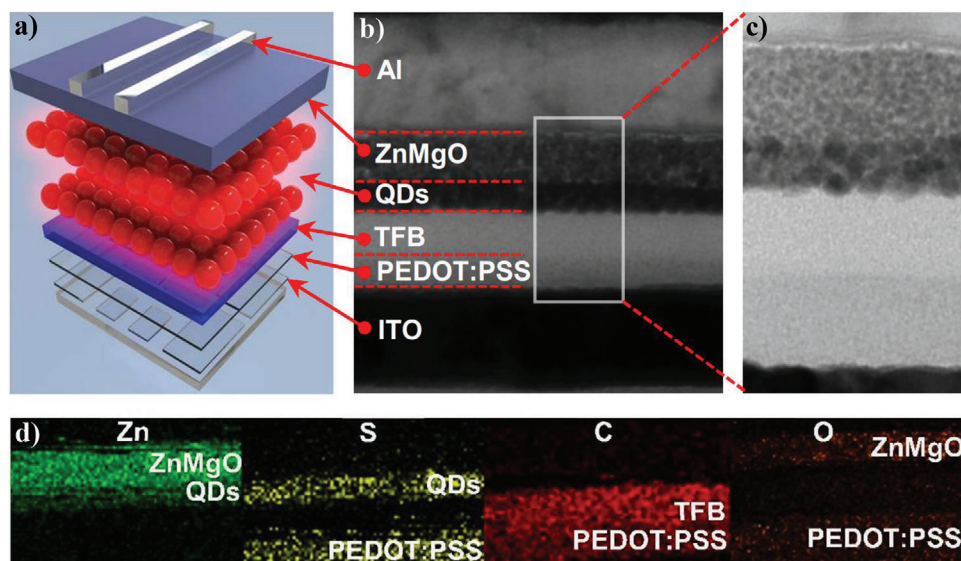 a)
b)
c)
Al
ZnMgO
QDs
TFB
PEDOT:PSS
ITO
d)
Zn
S
C
O
ZnMgO
QDs
QDs
PEDOT:PSS
TFB
PEDOT:PSS
ZnMgO
PEDOT:PSS